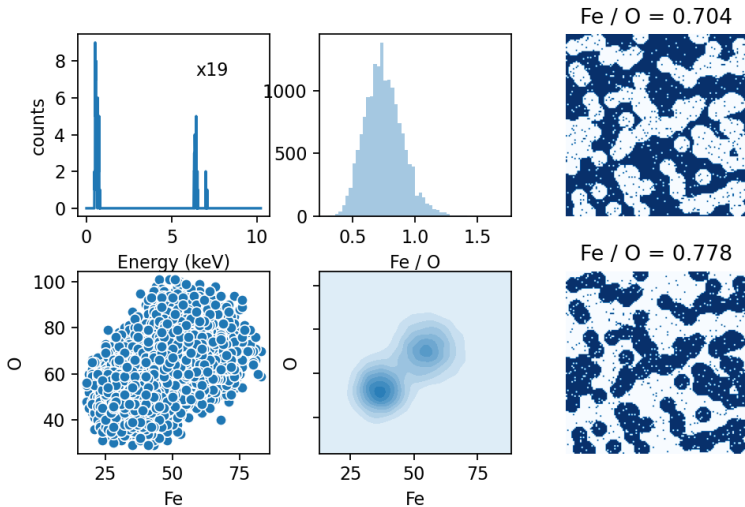 8
6
4
2
0
counts
x19
0
5
10
Energy (keV)
1000
500
0
0.5
1.0
1.5
Fe / O
Fe / O = 0.704
100
80
60
40
O
25
50
75
Fe
O
25
50
75
Fe
Fe / O = 0.778